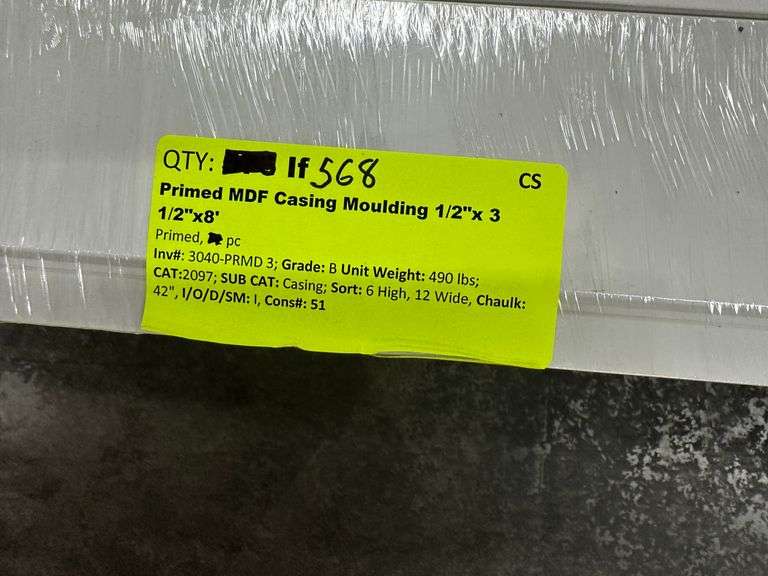 QTY: lf 568 CS
Primed MDF Casing Moulding 1/2"x 3
1/2"x8'
Primed, pc
Inv#: 3040-PRMD 3; Grade: B Unit Weight: 490 lbs;
CAT:2097; SUB CAT: Casing; Sort: 6 High, 12 Wide, Chaulk:
42", I/O/D/SM: I, Cons#: 51